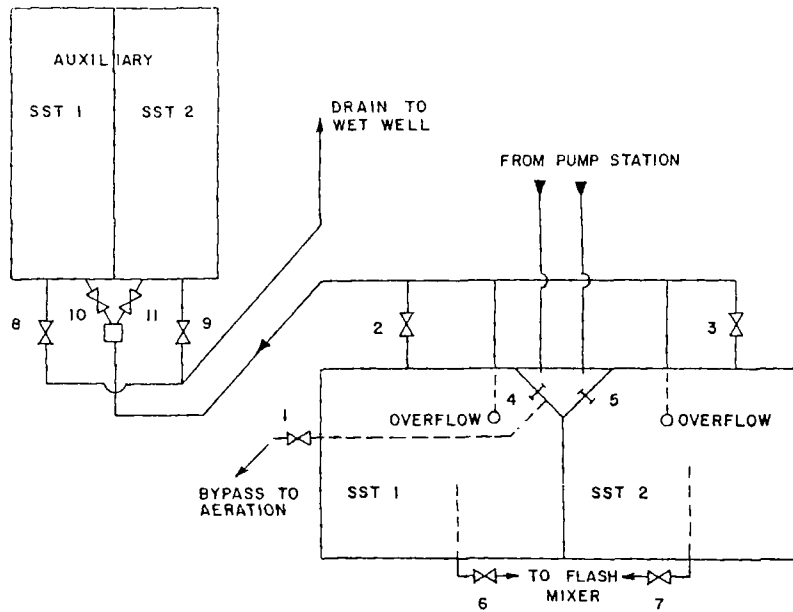 AUXILIARY
SST 1
SST 2
DRAIN TO
WET WELL
FROM PUMP STATION
8
10
11
9
2
3
4
5
OVERFLOW
OVERFLOW
1
BYPASS TO
AERATION
SST 1
SST 2
TO FLASH
MIXER
6
7